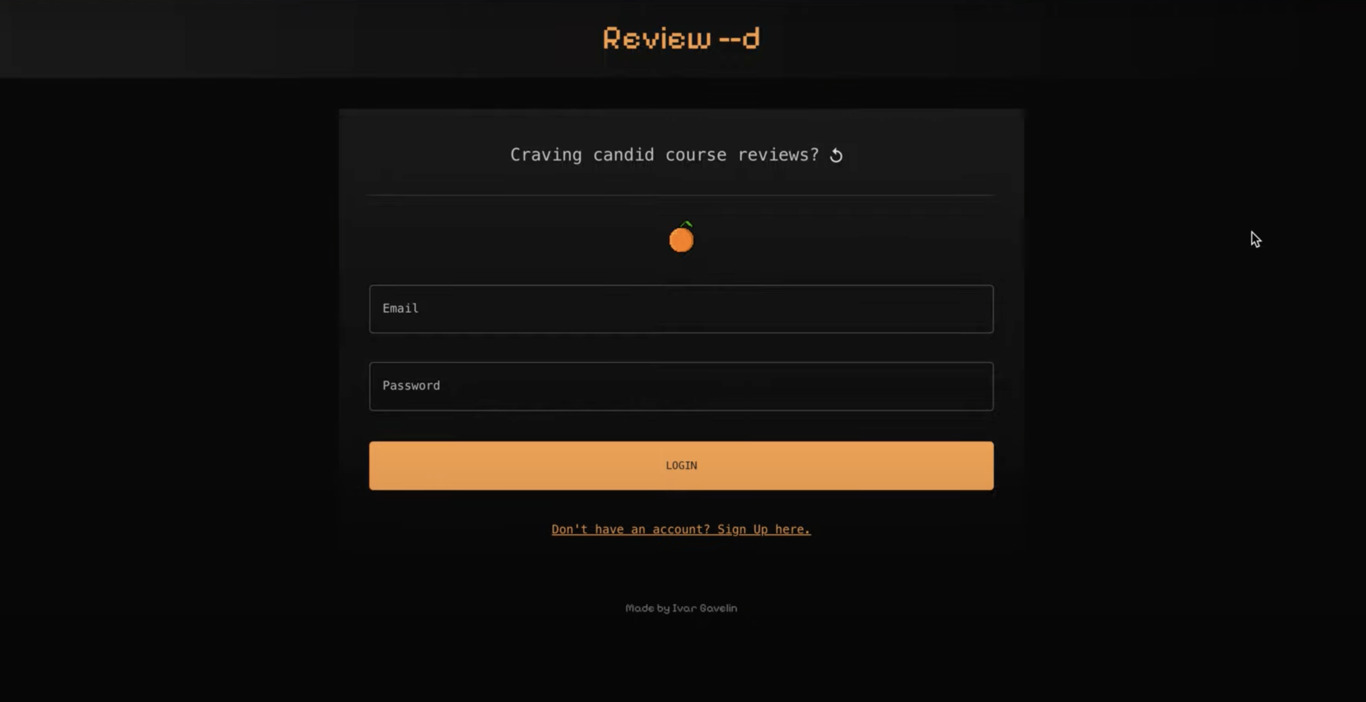 Review --d
Craving candid course reviews?
Email
Password
LOGIN
Don't have an account? Sign Up here.
Made by Ivar Gavelin